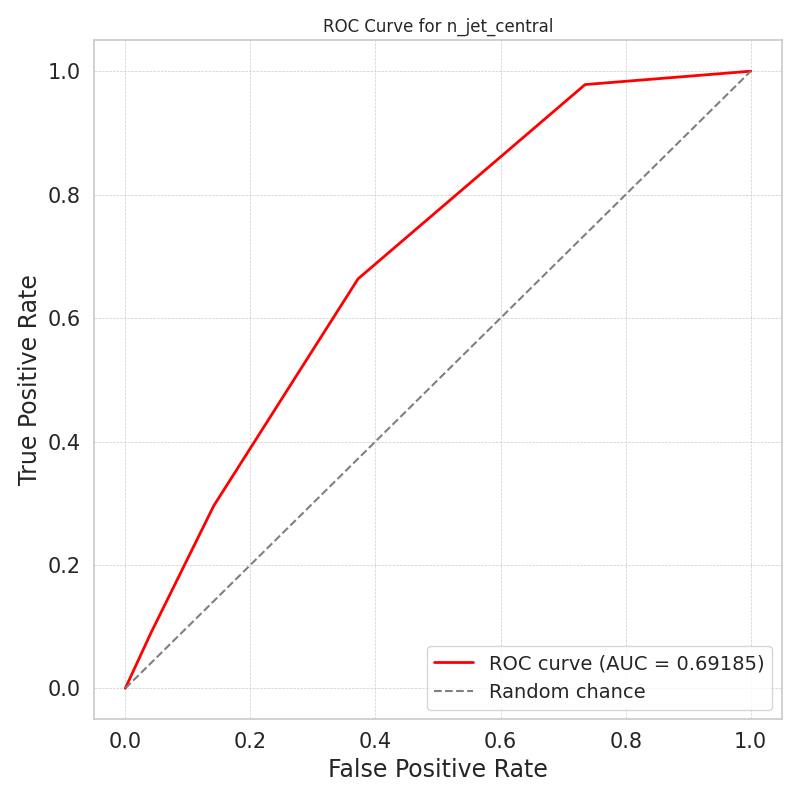 ROC Curve for n_jet_central
1.0
0.8
0.6
0.4
0.2
0.0
True Positive Rate
ROC curve (AUC = 0.69185)
Random chance
0.0 0.2 0.4 0.6 0.8 1.0
False Positive Rate